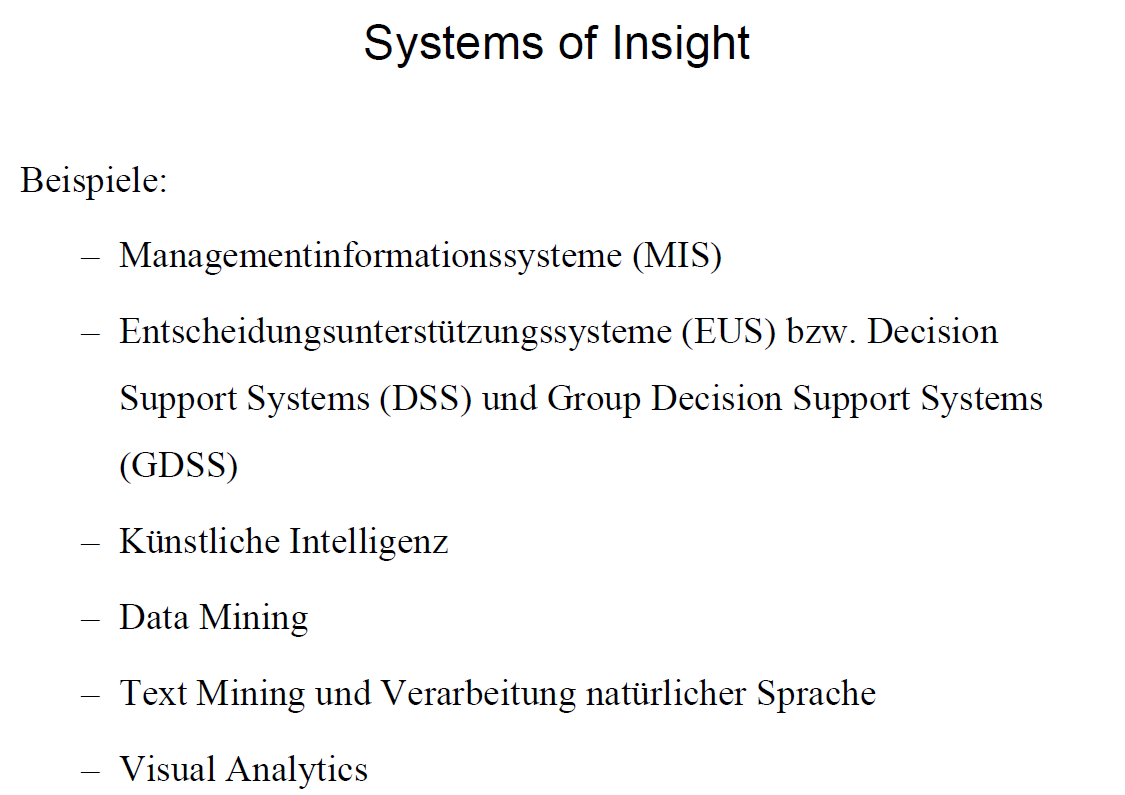 Systems of Insight
Beispiele:
– Managementinformationssysteme (MIS)
– Entscheidungsunterstützungssysteme (EUS) bzw. Decision
Support Systems (DSS) und Group Decision Support Systems
(GDSS)
– Künstliche Intelligenz
– Data Mining
– Text Mining und Verarbeitung natürlicher Sprache
– Visual Analytics